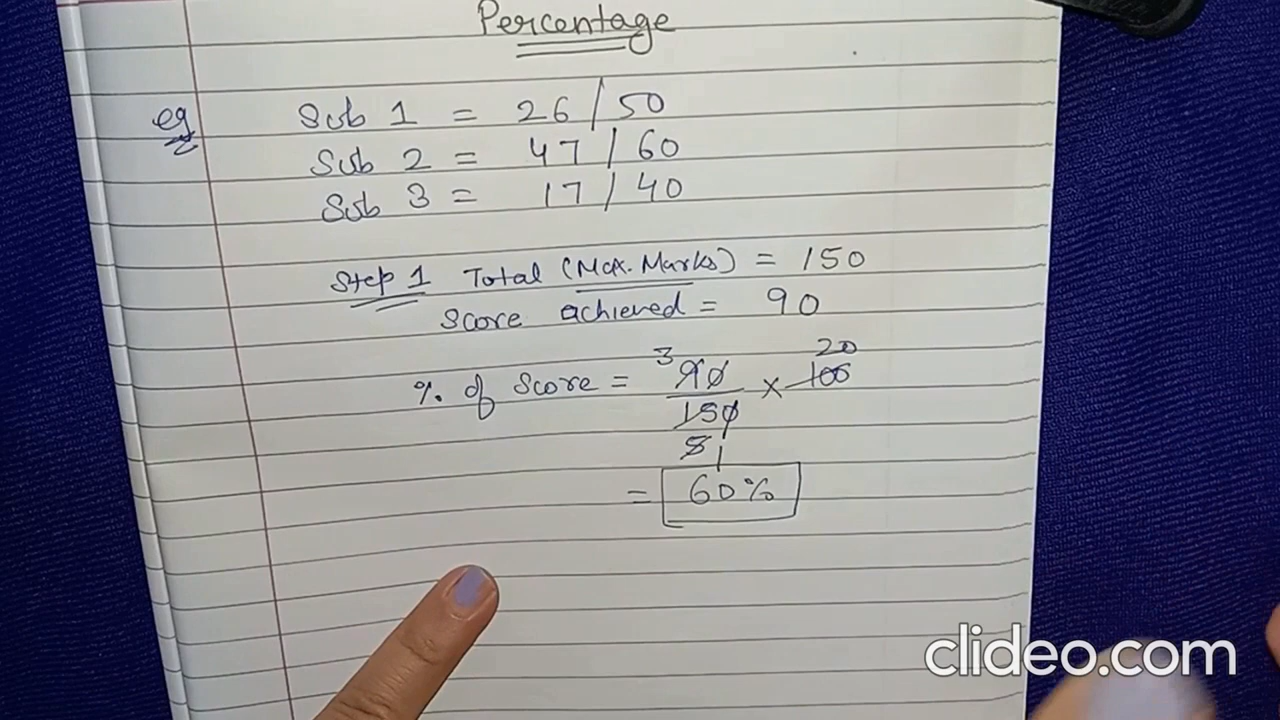 Percentage
eg Sub 1 = 26/50
Sub 2 = 47/60
Sub 3 = 17/40
Step 1 Total (Max. Marks) = 150
Score achieved = 90
% of Score = 3 90/150 5 1 × 100 20
= 60%
clideo.com